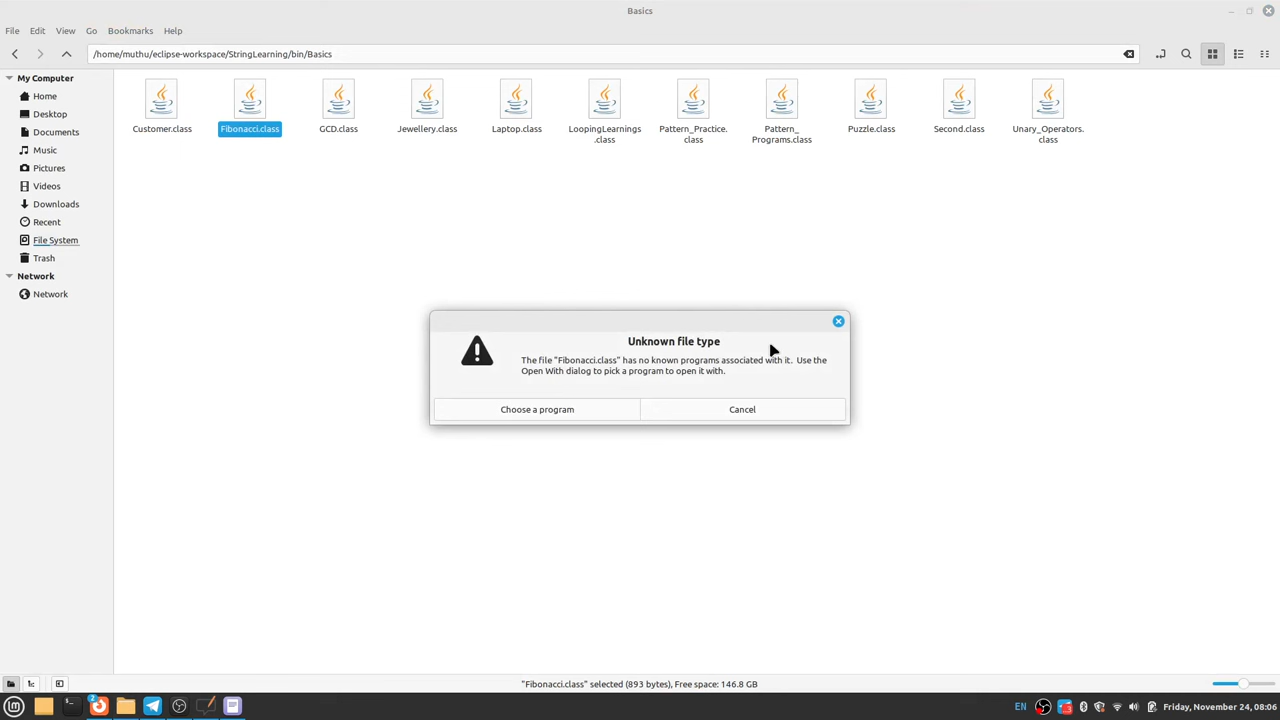 Basics
File Edit View Go Bookmarks Help
/home/muthu/eclipse-workspace/StringLearning/bin/Basics
My Computer
Home
Desktop
Documents
Music
Pictures
Videos
Downloads
Recent
File System
Trash
Network
Network
Customer.class
Fibonacci.class
GCD.class
Jewelitcy.class
Laptop.class
LoopingLearnings
.class
Pattern_Practice.
class
Pattern_
Programs.class
Puzzle.class
Second.class
Unary_Operators.
class
Unknown file type
The file "Fibonacci.class" has no known programs associated with it. Use the
Open With dialog to pick a program to open it with.
Choose a program Cancel
"Fibonacci.class" selected (893 bytes), Free space: 146.8 GB
2
EN Friday, November 24, 08:06